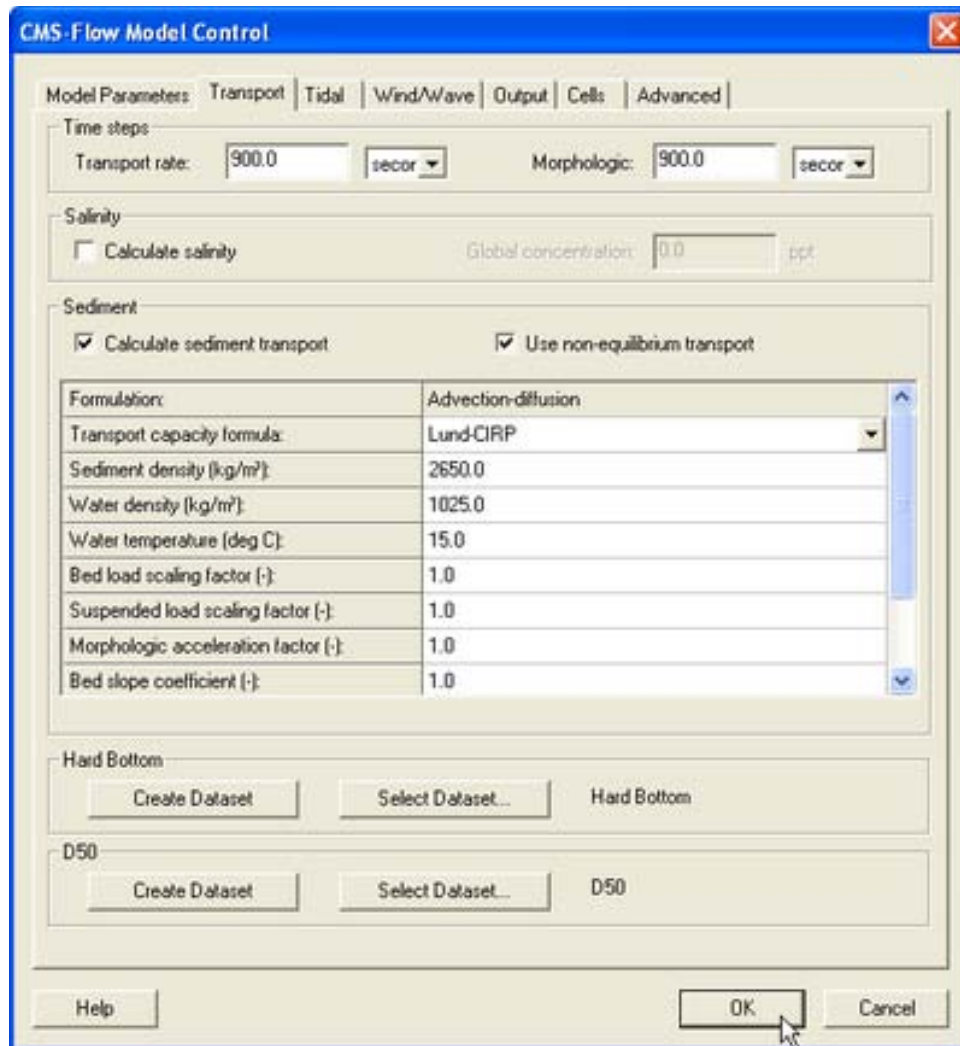 CMS-Flow Model Control
Model Parameters Transport Tidal Wind/Wave Output Cells Advanced
Time steps
Transport rate: 900.0 secor Morphologic: 900.0 secor
Salinity
Calculate salinity Global concentration: 0.0 ppt
Sediment
Calculate sediment transport Use non-equilibrium transport
Formulation: Advection-diffusion
Transport capacity formula: Lund-CIRP
Sediment density (kg/m³): 2650.0
Water density (kg/m³): 1025.0
Water temperature (deg C): 15.0
Bed load scaling factor (-): 1.0
Suspended load scaling factor (-): 1.0
Morphologic acceleration factor (-): 1.0
Bed slope coefficient (-): 1.0
Hard Bottom
Create Dataset Select Dataset... Hard Bottom
D50
Create Dataset Select Dataset... D50
Help OK Cancel